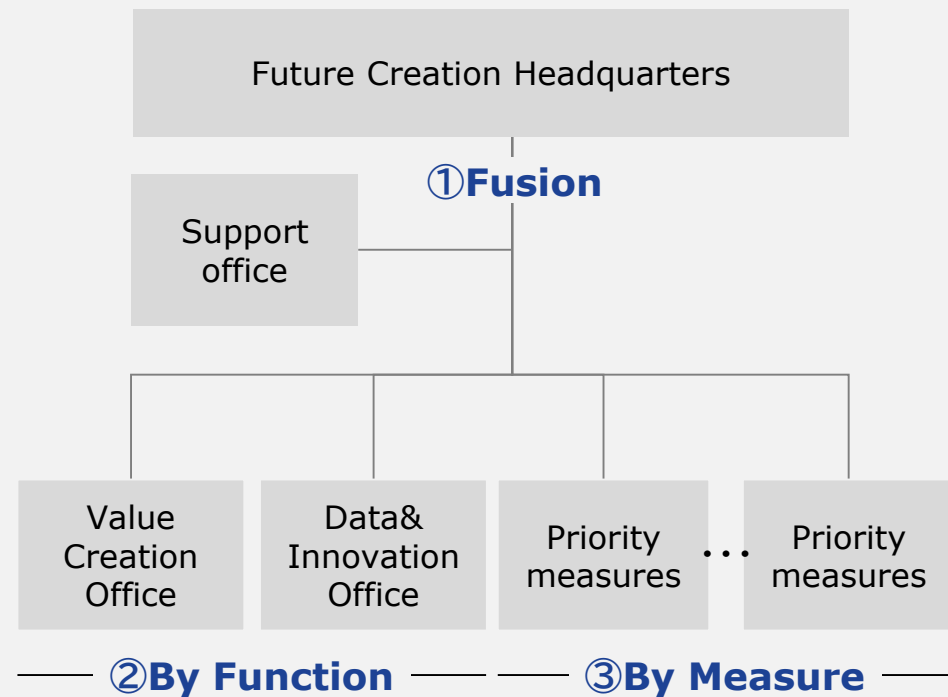 Future Creation Headquarters
①Fusion
Support
office
Value
Creation
Office
Data&
Innovation
Office
Priority
measures
...
Priority
measures
②By Function
③By Measure